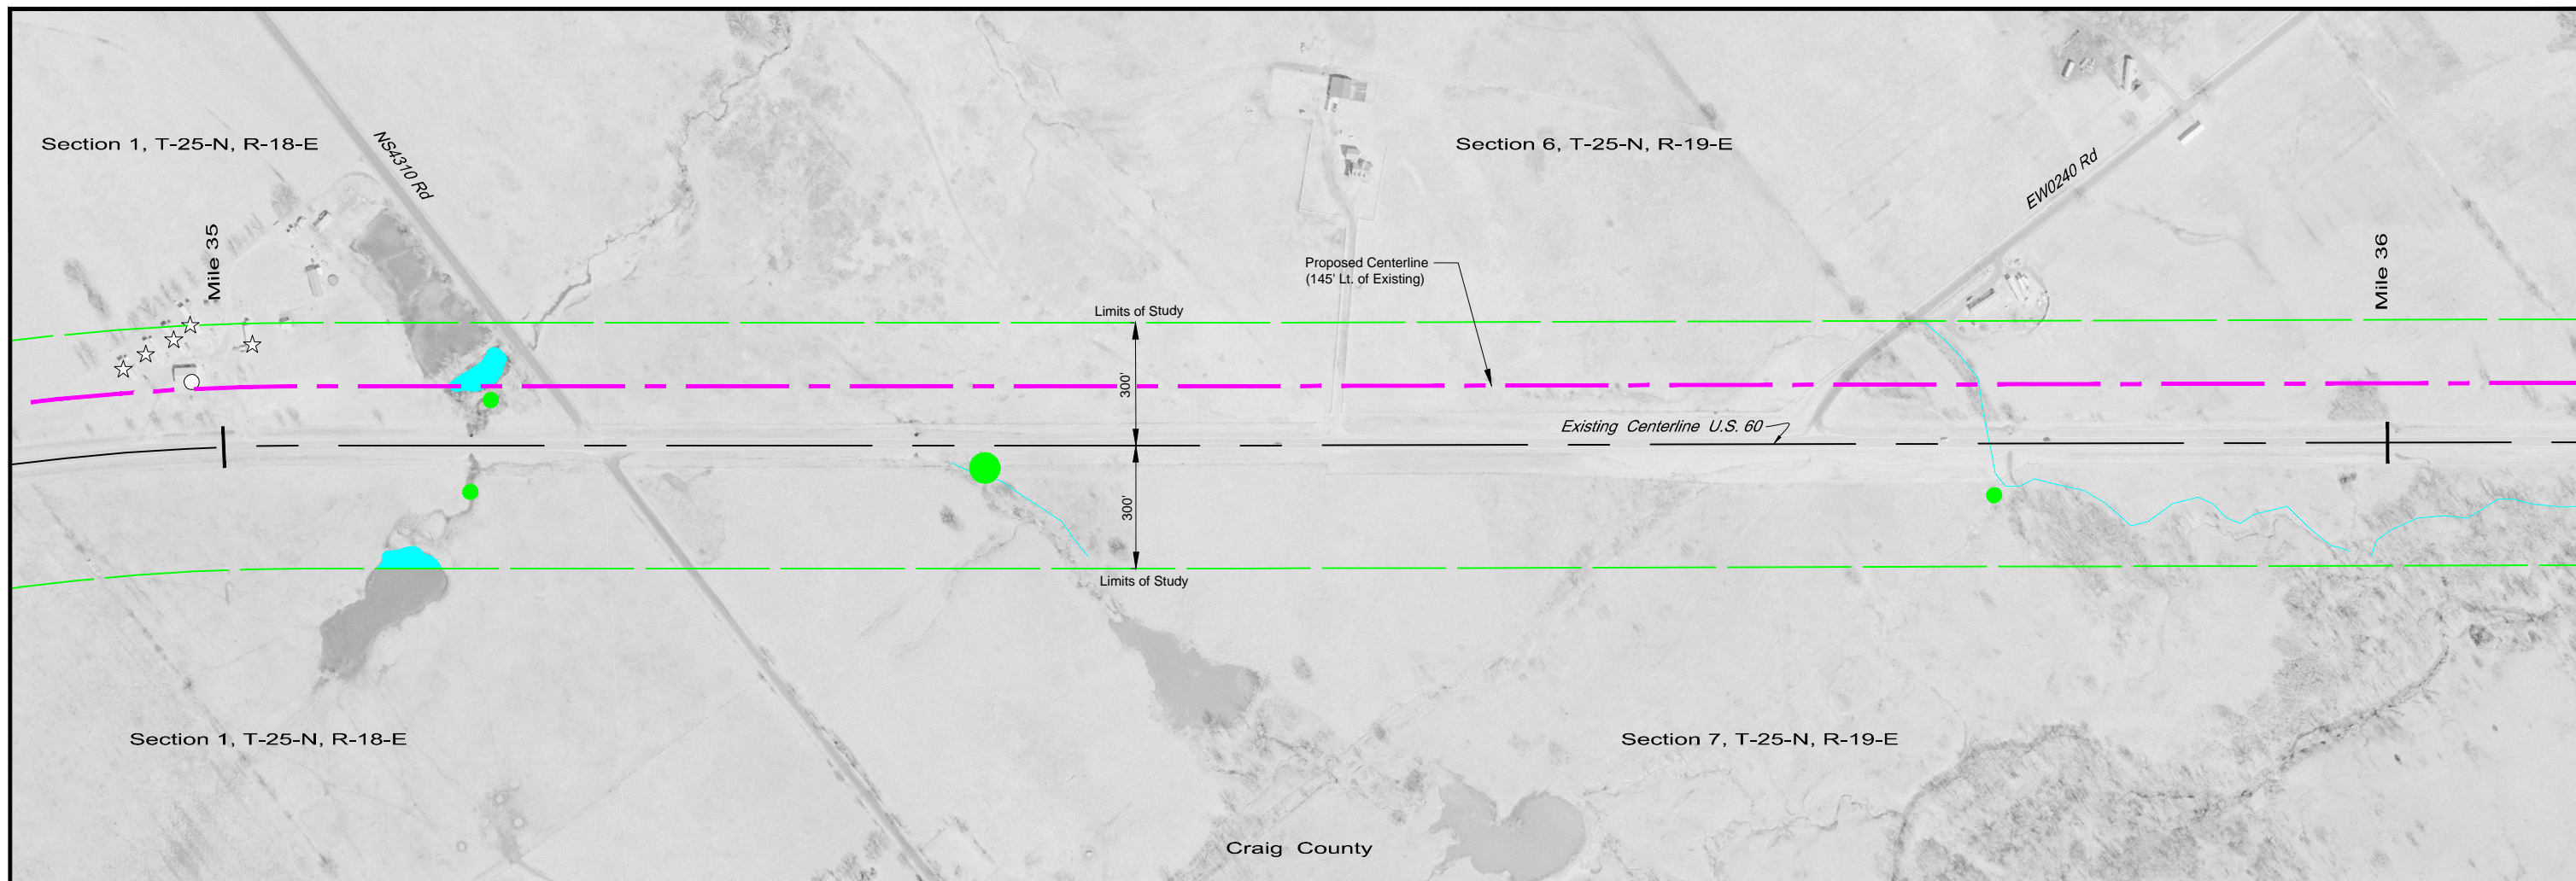 Section 1, T-25-N, R-18-E
NS4310 Rd
Section 6, T-25-N, R-19-E
EW0240 Rd
Mile 35
Mile 36
Proposed Centerline
(145' Lt. of Existing)
Limits of Study
300'
Existing Centerline U.S. 60
300'
Limits of Study
Section 1, T-25-N, R-18-E
Section 7, T-25-N, R-19-E
Craig County